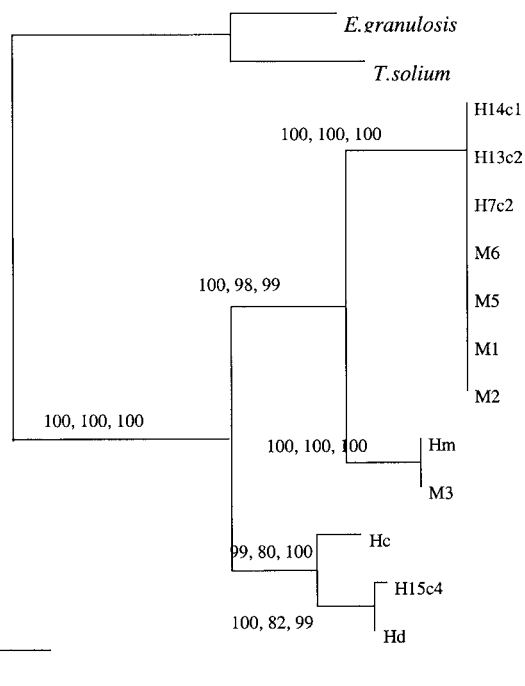 E.granulosis
T.solium
H14c1
100, 100, 100
H13c2
H7c2
M6
100, 98, 99
M5
M1
M2
100, 100, 100
100, 100, 100
Hm
M3
Hc
99, 80, 100
H15c4
100, 82, 99
Hd